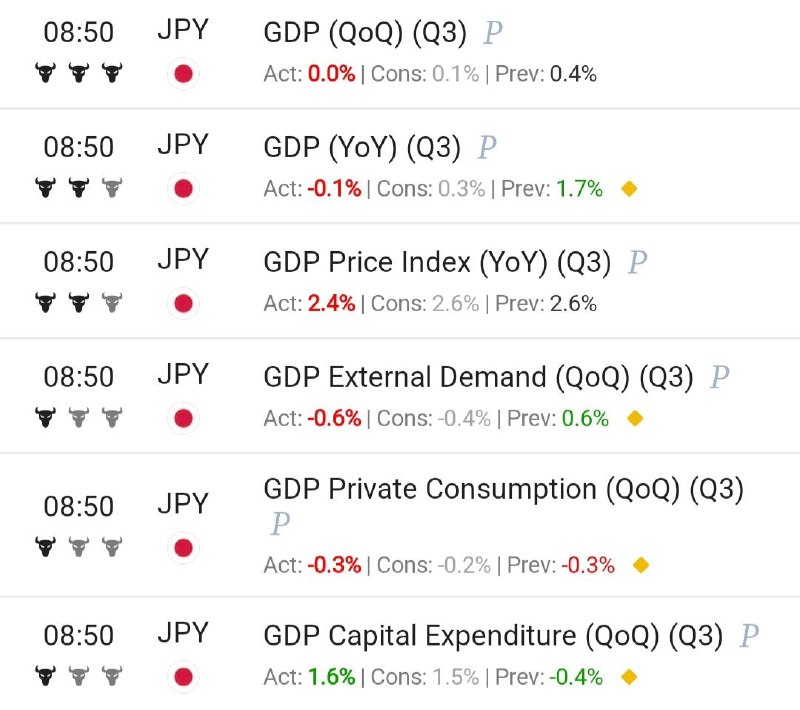 08:50 JPY GDP (QoQ) (Q3) P
Act: 0.0% | Cons: 0.1% | Prev: 0.4%
08:50 JPY GDP (YoY) (Q3) P
Act: -0.1% | Cons: 0.3% | Prev: 1.7%
08:50 JPY GDP Price Index (YoY) (Q3) P
Act: 2.4% | Cons: 2.6% | Prev: 2.6%
08:50 JPY GDP External Demand (QoQ) (Q3) P
Act: -0.6% | Cons: -0.4% | Prev: 0.6%
08:50 JPY GDP Private Consumption (QoQ) (Q3)
P
Act: -0.3% | Cons: -0.2% | Prev: -0.3%
08:50 JPY GDP Capital Expenditure (QoQ) (Q3) P
Act: 1.6% | Cons: 1.5% | Prev: -0.4%